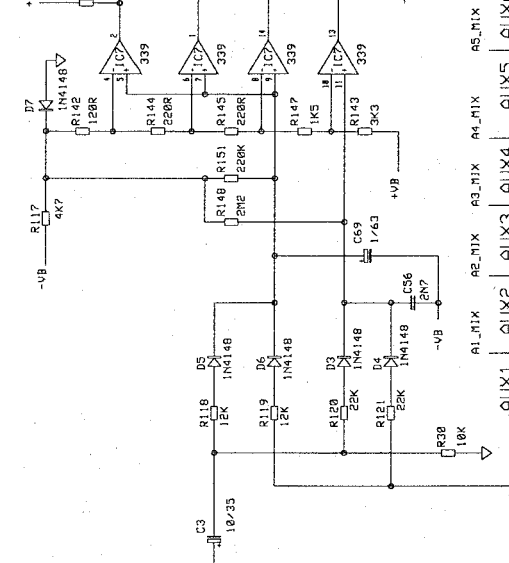 +
2
1
14
13
IC7
339
IC7
339
IC7
339
IC7
339
4
5
6
7
8
9
10
11
D7
1N4148
R142
120R
R144
220R
R145
220R
R147
1K5
R143
3K3
R151
220K
R148
2M2
+VB
R117
4K7
-VB
C69
1/63
C56
2N7
-VB
D5
1N4148
D6
1N4148
D3
1N4148
D4
1N4148
R118
12K
R119
12K
R120
22K
R121
22K
R30
10K
C3
10/35
A5_MIX
A4_MIX
A3_MIX
A2_MIX
A1_MIX
AUX5
AUX4
AUX3
AUX2
AUX1